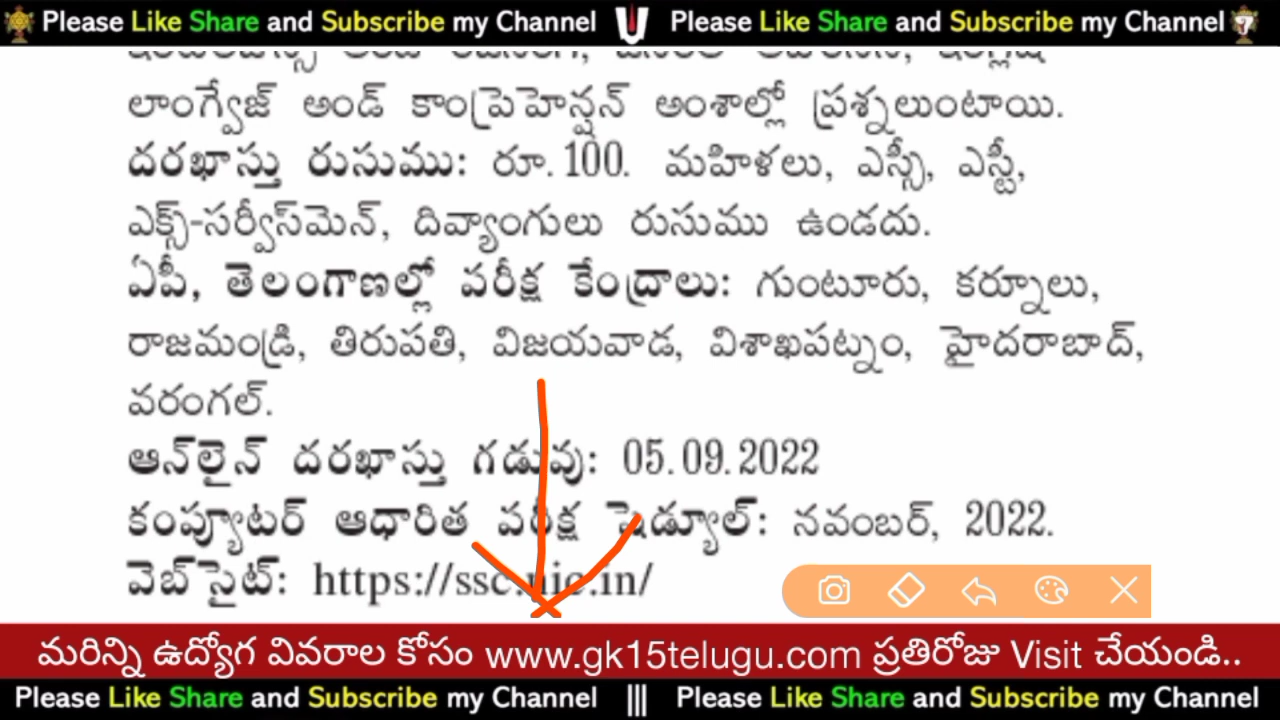 Please Like Share and Subscribe my Channel Please Like Share and Subscribe my Channel
లాంగ్వేజ్ అండ్ కాంప్రెహెన్షన్ అంశాల్లో ప్రశ్నలుంటాయి.
దరఖాస్తు రుసుము: రూ.100. మహిళలు, ఎస్సీ, ఎస్టీ,
ఎక్స్-సర్వీస్‌మెన్, దివ్యాంగులు రుసుము ఉండదు.
ఏపీ, తెలంగాణల్లో పరీక్ష కేంద్రాలు: గుంటూరు, కర్నూలు,
రాజమండ్రి, తిరుపతి, విజయవాడ, విశాఖపట్నం, హైదరాబాద్,
వరంగల్.
ఆన్‌లైన్ దరఖాస్తు గడువు: 05.09.2022
కంప్యూటర్ ఆధారిత పరీక్ష షెడ్యూల్: నవంబర్, 2022.
వెబ్‌సైట్: https://ssc.nic.in/
మరిన్ని ఉద్యోగ వివరాల కోసం www.gk15telugu.com ప్రతిరోజు Visit చేయండి..
Please Like Share and Subscribe my Channel ||| Please Like Share and Subscribe my Channel